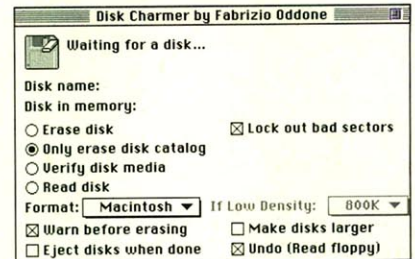 Disk Charmer by Fabrizio Oddone
Waiting for a disk...
Disk name:
Disk in memory:
Erase disk
Lock out bad sectors
Only erase disk catalog
Verify disk media
Read disk
Format: Macintosh If Low Density: 800K
Warn before erasing
Make disks larger
Eject disks when done
Undo (Read floppy)